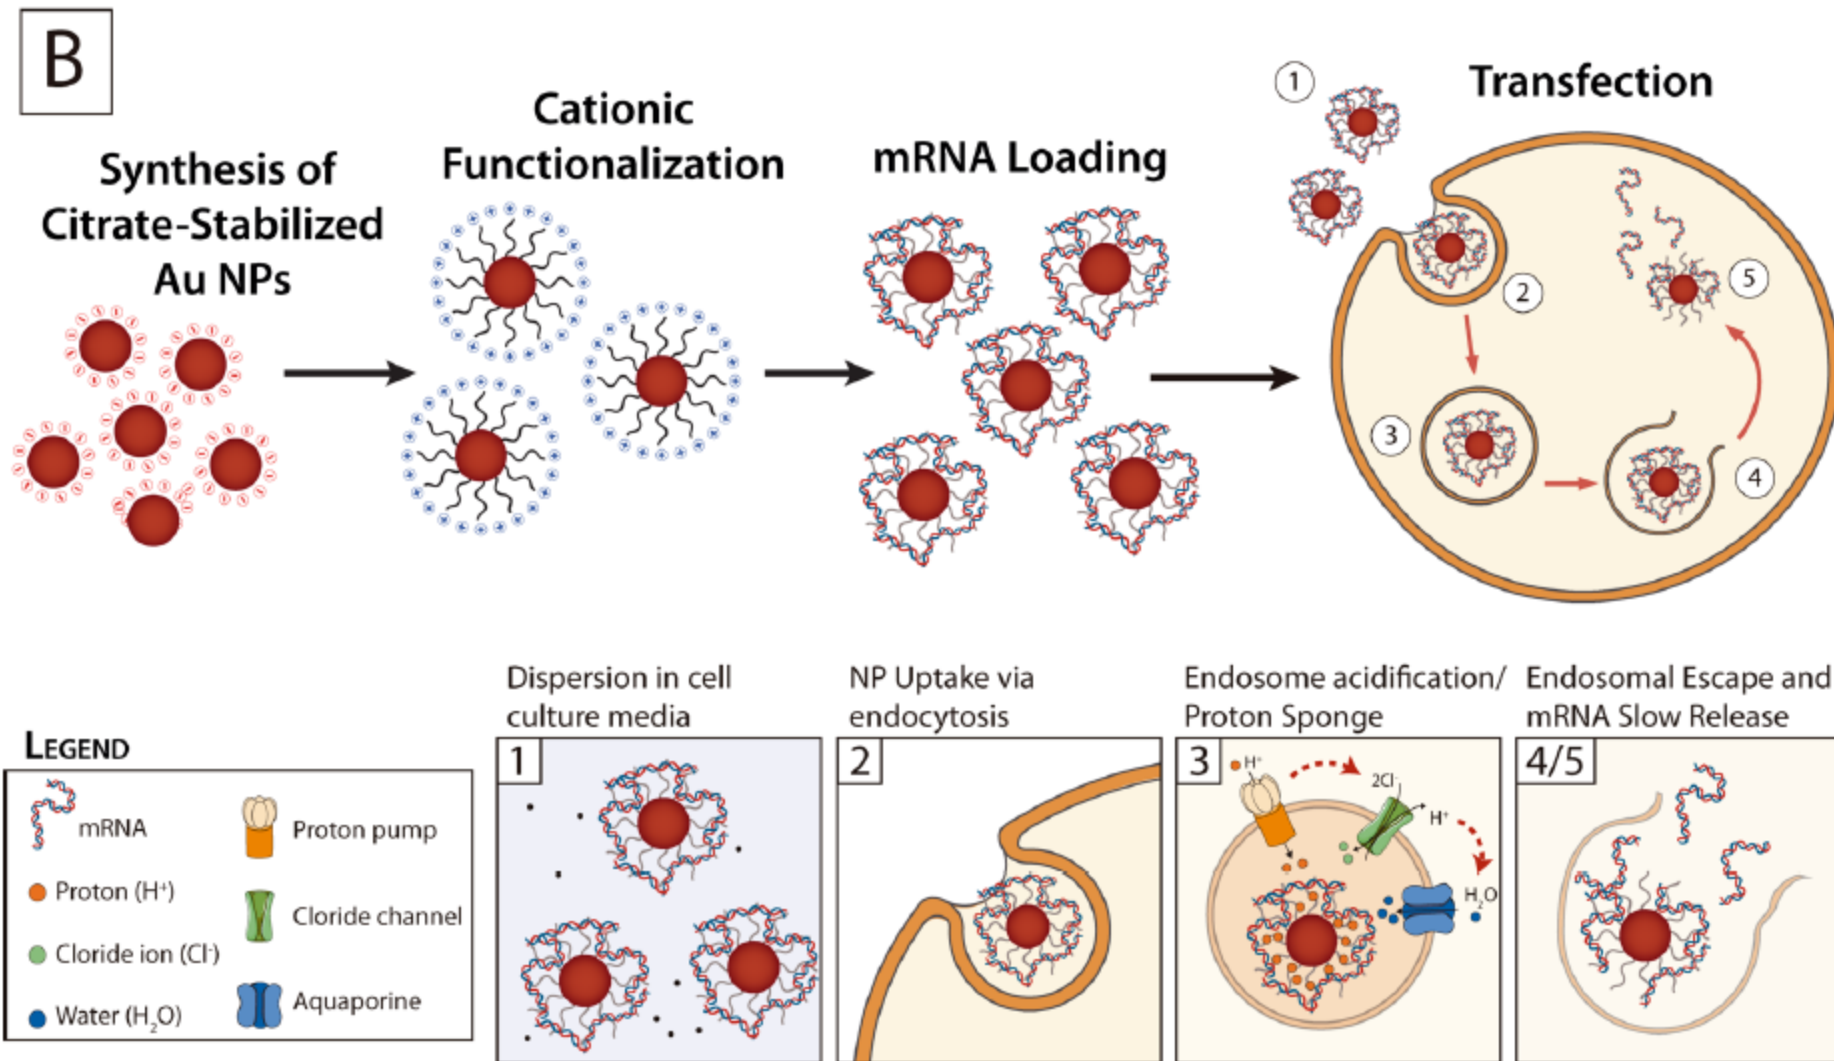 B
Synthesis of
Citrate-Stabilized
Au NPs
Cationic
Functionalization
mRNA Loading
Transfection
1
2
3
4
5
LEGEND
mRNA
Proton (H⁺)
Cloride ion (Cl⁻)
Water (H₂O)
Proton pump
Cloride channel
Aquaporine
Dispersion in cell
culture media
1
NP Uptake via
endocytosis
2
Endosome acidification/
Proton Sponge
3
H⁺
2Cl⁻
H⁺
H₂O
Endosomal Escape and
mRNA Slow Release
4/5